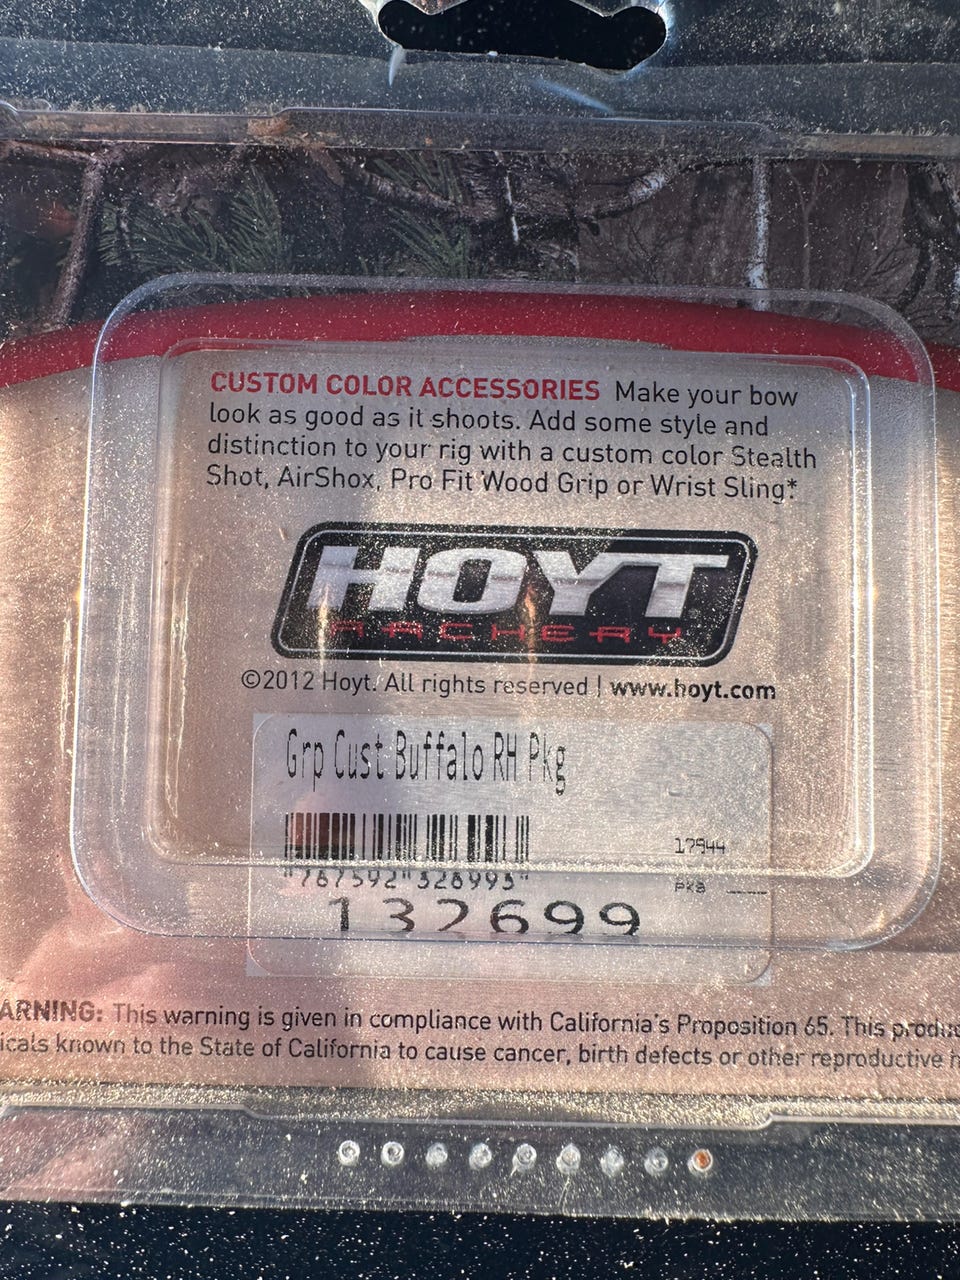 CUSTOM COLOR ACCESSORIES Make your bow
look as good as it shoots. Add some style and
distinction to your rig with a custom color Stealth
Shot, AirShox, Pro Fit Wood Grip or Wrist Sling*
HOYT
ARCHERY
©2012 Hoyt. All rights reserved | www.hoyt.com
Grp Cust Buffalo RH Pkg
17944
PKG
132699
ARNING: This warning is given in compliance with California's Proposition 65. This produc
icals known to the State of California to cause cancer, birth defects or other reproductive h